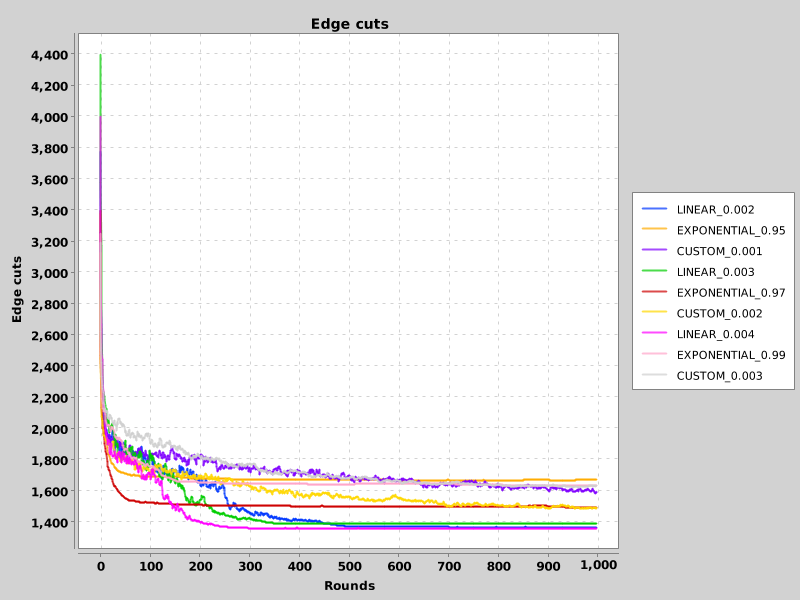 Edge cuts
4,400
4,200
4,000
3,800
3,600
3,400
3,200
3,000
2,800
2,600
2,400
2,200
2,000
1,800
1,600
1,400
Edge cuts
0 100 200 300 400 500 600 700 800 900 1,000
Rounds
LINEAR_0.002
EXPONENTIAL_0.95
CUSTOM_0.001
LINEAR_0.003
EXPONENTIAL_0.97
CUSTOM_0.002
LINEAR_0.004
EXPONENTIAL_0.99
CUSTOM_0.003